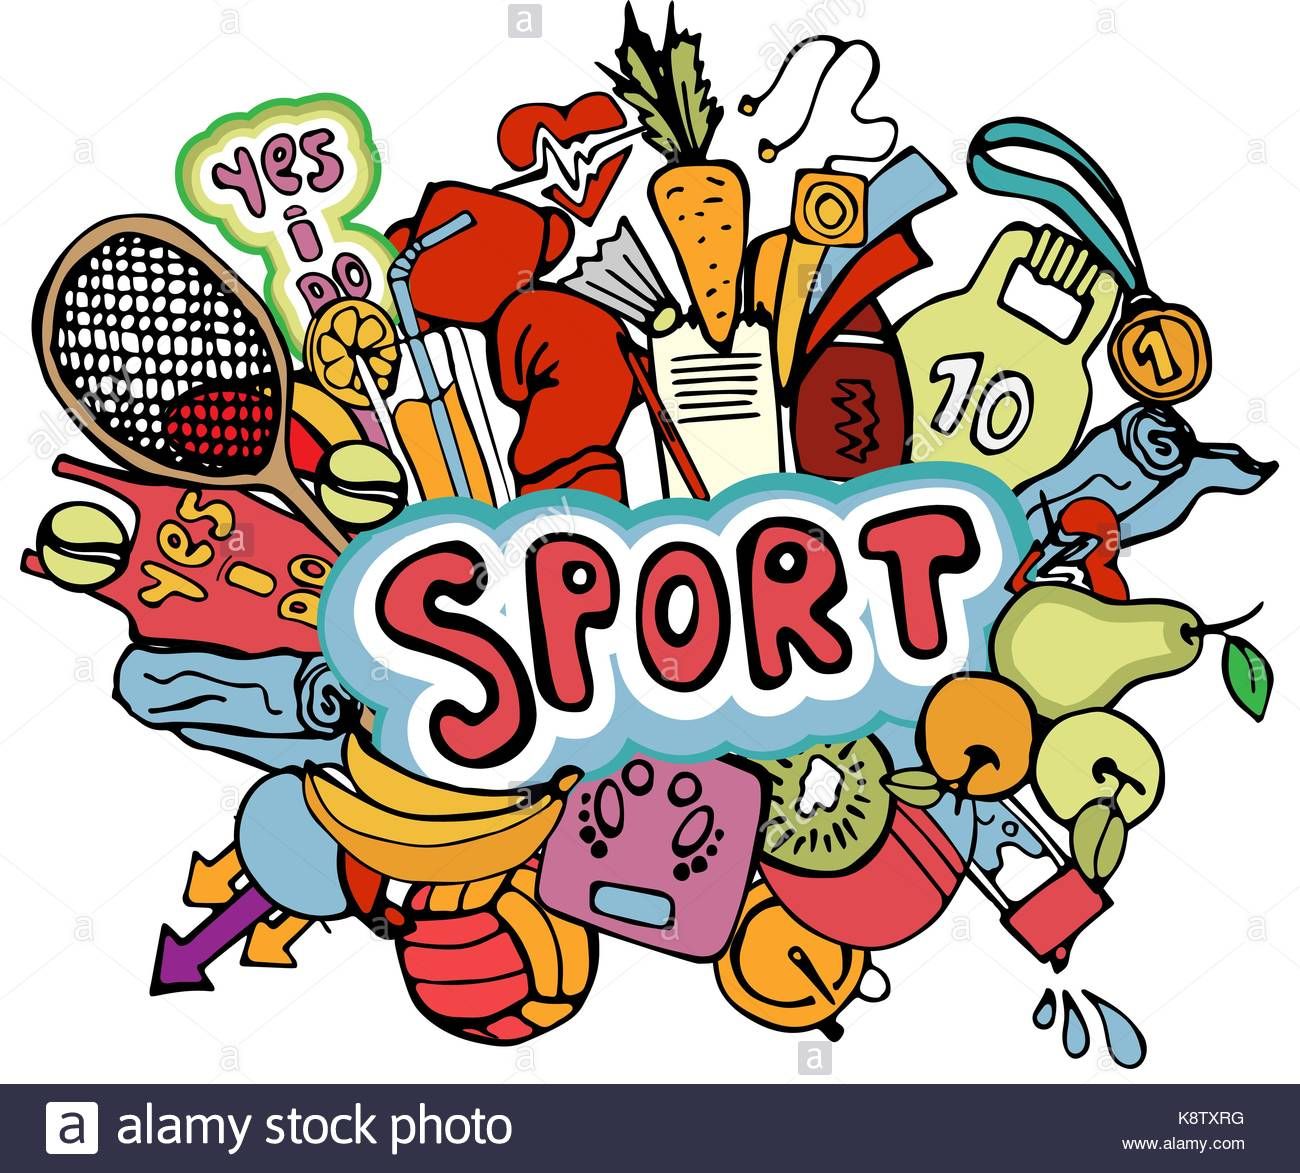 yes
i
DO
10
1
yes
i
DO
SPORT
alamy stock photo
K8TXRG
www.alamy.com